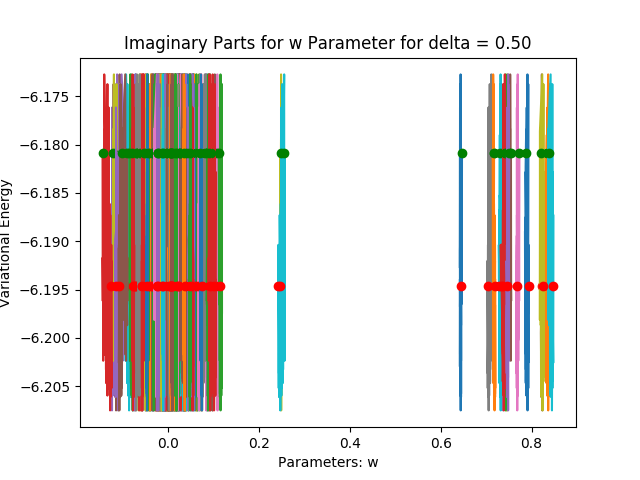 Imaginary Parts for w Parameter for delta = 0.50
Variational Energy
−6.175
−6.180
−6.185
−6.190
−6.195
−6.200
−6.205
0.0 0.2 0.4 0.6 0.8
Parameters: w